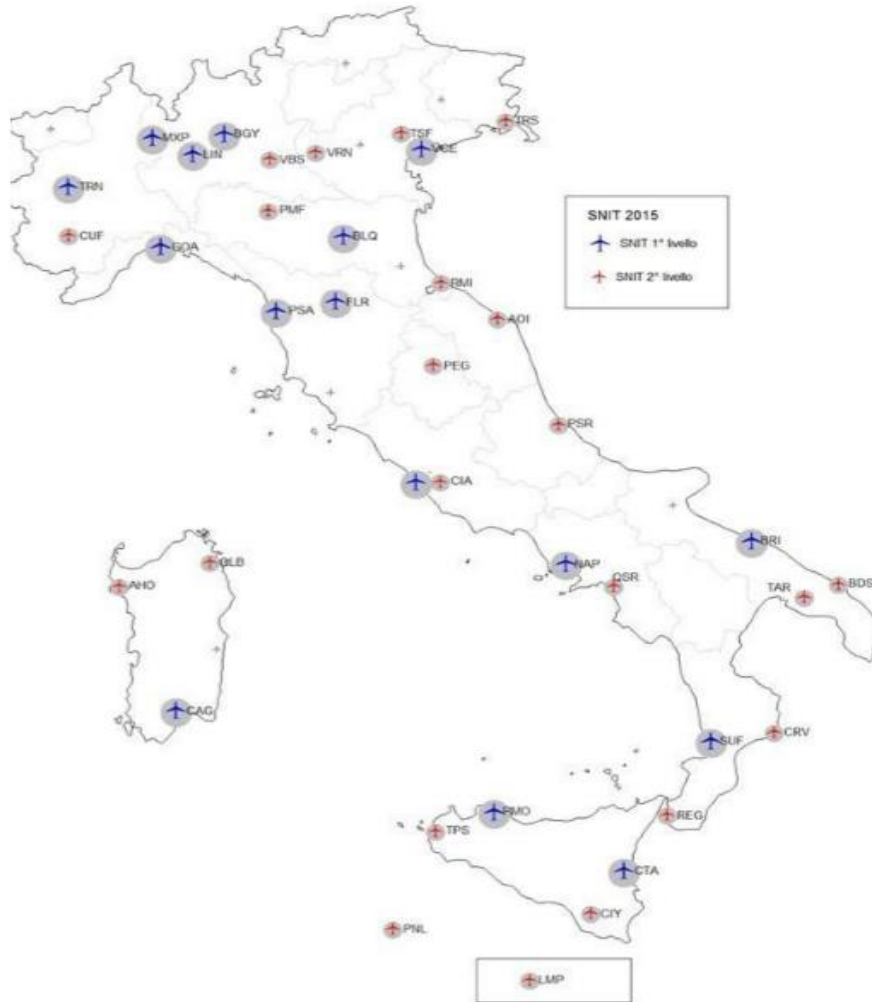 TRS
TSF
BGY
MXP
VCE
VRN
LIN
VBS
TRN
PMF
SNIT 2015
CUF
BLQ
SNIT 1° livello
GOA
SNIT 2° livello
RMI
FLR
PSA
AOI
PEG
PSR
CIA
BRI
OLB
NAP
QSR
AHO
BDS
TAR
CAG
CRV
SUF
PMO
REG
TPS
CTA
CIY
PNL
LMP